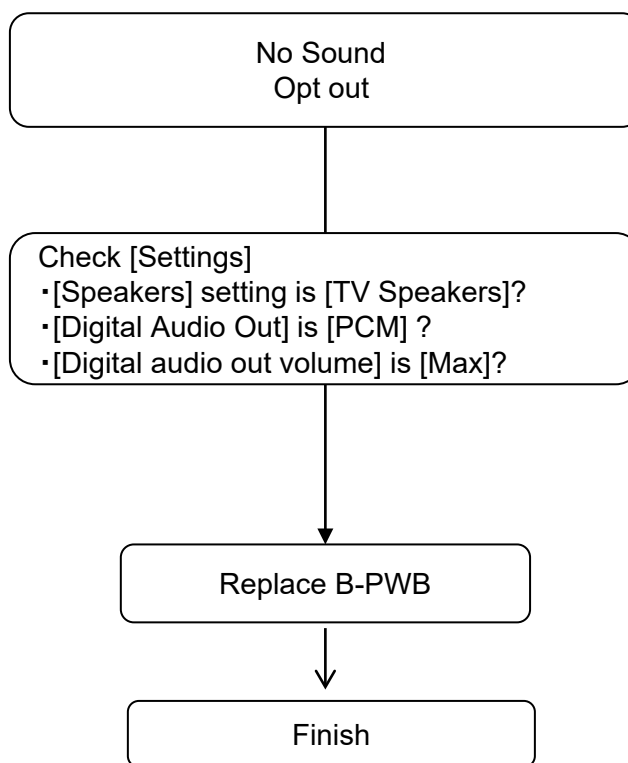 No Sound
Opt out
Check [Settings]
・[Speakers] setting is [TV Speakers]?
・[Digital Audio Out] is [PCM] ?
・[Digital audio out volume] is [Max]?
Replace B-PWB
Finish